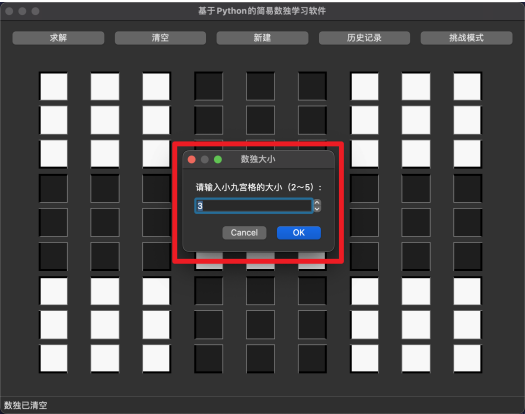 基于Python的简易数独学习软件
求解 清空 新建 历史记录 挑战模式
数独大小
请输入小九宫格的大小（2～5）:
3
Cancel OK
数独已清空